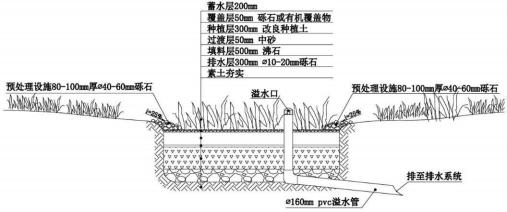 蓄水层200mm
覆盖层50mm 砾石或有机覆盖物
种植层300mm 改良种植土
过渡层50mm 中砂
填料层500mm 沸石
排水层300mm ⌀10-20mm砾石
素土夯实
预处理设施80-100mm厚⌀40-60mm砾石
溢水口
预处理设施80-100mm厚⌀40-60mm砾石
排至排水系统
⌀160mm pvc溢水管